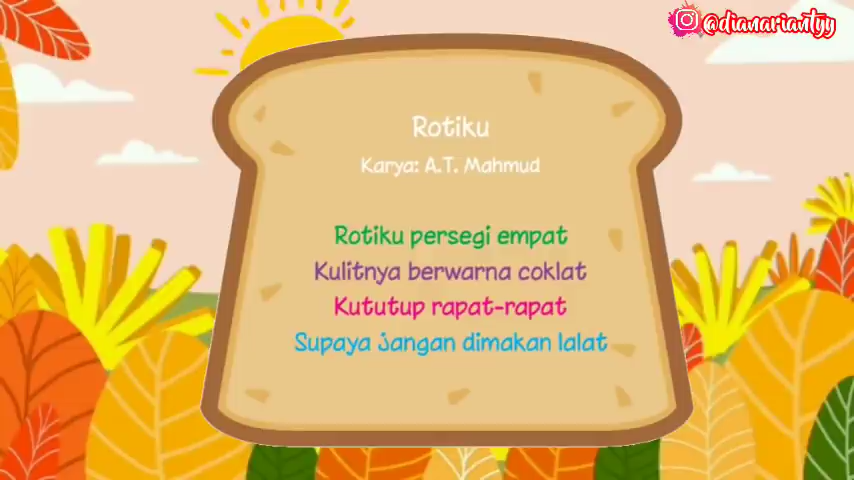 @dianariantyy
Rotiku
Karya: A.T. Mahmud
Rotiku persegi empat
Kulitnya berwarna coklat
Kututup rapat-rapat
Supaya jangan dimakan lalat